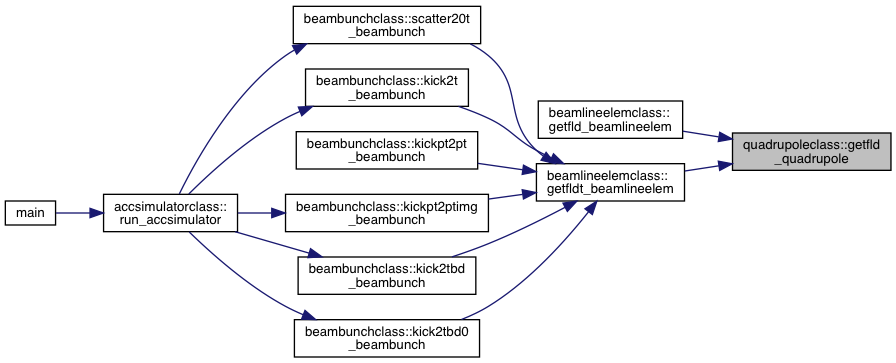 beambunchclass::scatter20t
_beambunch
beambunchclass::kick2t
_beambunch
beambunchclass::kickpt2pt
_beambunch
beambunchclass::kickpt2ptimg
_beambunch
beambunchclass::kick2tbd
_beambunch
beambunchclass::kick2tbd0
_beambunch
main
accsimulatorclass::
run_accsimulator
beamlineelemclass::
getfld_beamlineelem
beamlineelemclass::
getfldt_beamlineelem
quadrupoleclass::getfld
_quadrupole